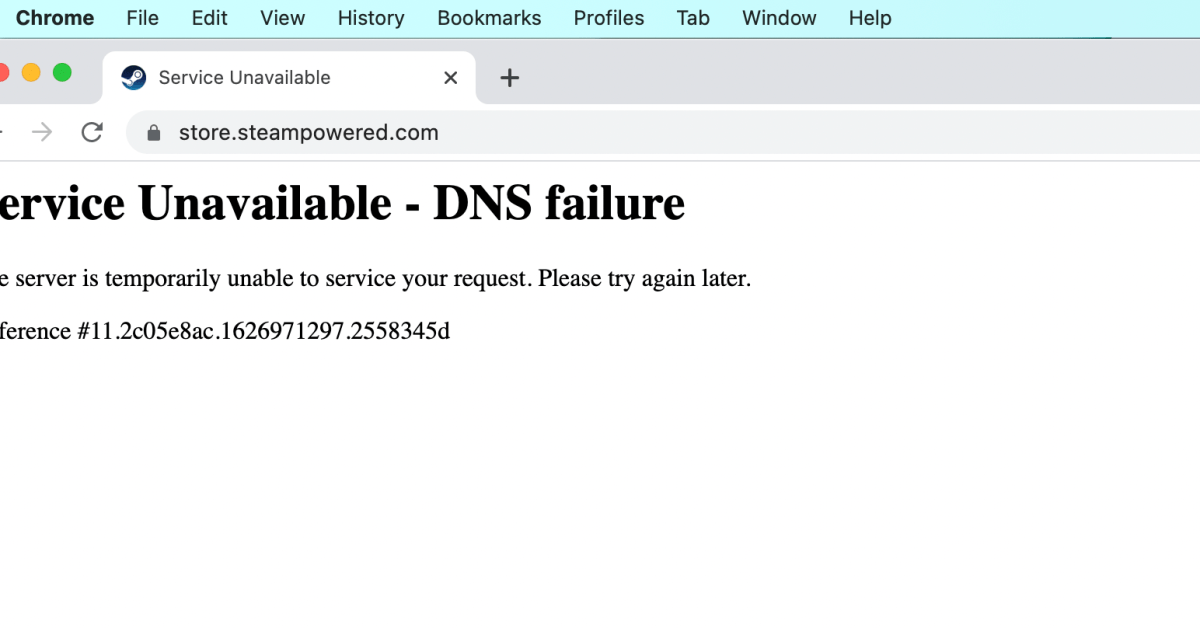 Chrome File Edit View History Bookmarks Profiles Tab Window Help
Service Unavailable
store.steampowered.com
ervice Unavailable - DNS failure
e server is temporarily unable to service your request. Please try again later.
ference #11.2c05e8ac.1626971297.2558345d